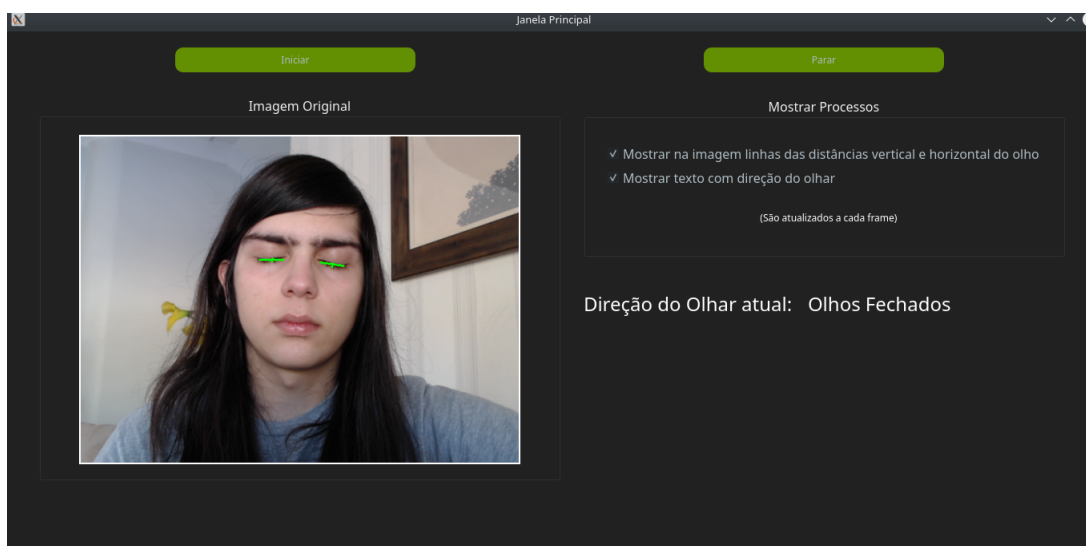 Janela Principal
Iniciar
Parar
Imagem Original
Mostrar Processos
Mostrar na imagem linhas das distâncias vertical e horizontal do olho
Mostrar texto com direção do olhar
(São atualizados a cada frame)
Direção do Olhar atual: Olhos Fechados